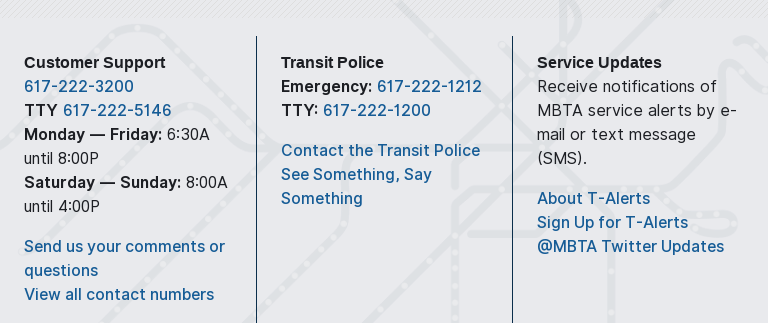 Customer Support
617-222-3200
TTY 617-222-5146
Monday — Friday: 6:30A
until 8:00P
Saturday — Sunday: 8:00A
until 4:00P
Send us your comments or
questions
View all contact numbers
Transit Police
Emergency: 617-222-1212
TTY: 617-222-1200
Contact the Transit Police
See Something, Say
Something
Service Updates
Receive notifications of
MBTA service alerts by e-
mail or text message
(SMS).
About T-Alerts
Sign Up for T-Alerts
@MBTA Twitter Updates